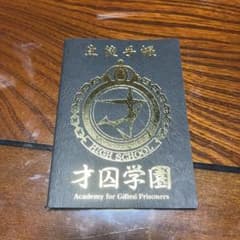 生徒手帳
HIGH SCHOOL
才囚学園
Academy for Gifted Prisoners